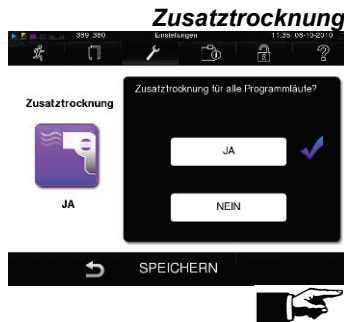 Zusatztrocknung
389 380 Einstellungen 11:35 08-10-2010
Zusatztrocknung
Zusatztrocknung für alle Programmläufe?
JA
JA
NEIN
SPEICHERN